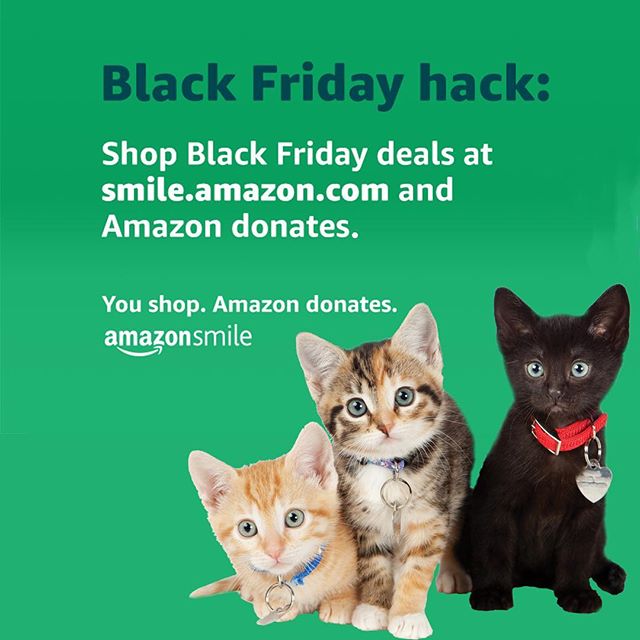 Black Friday hack:
Shop Black Friday deals at
smile.amazon.com and
Amazon donates.
You shop. Amazon donates.
amazonsmile